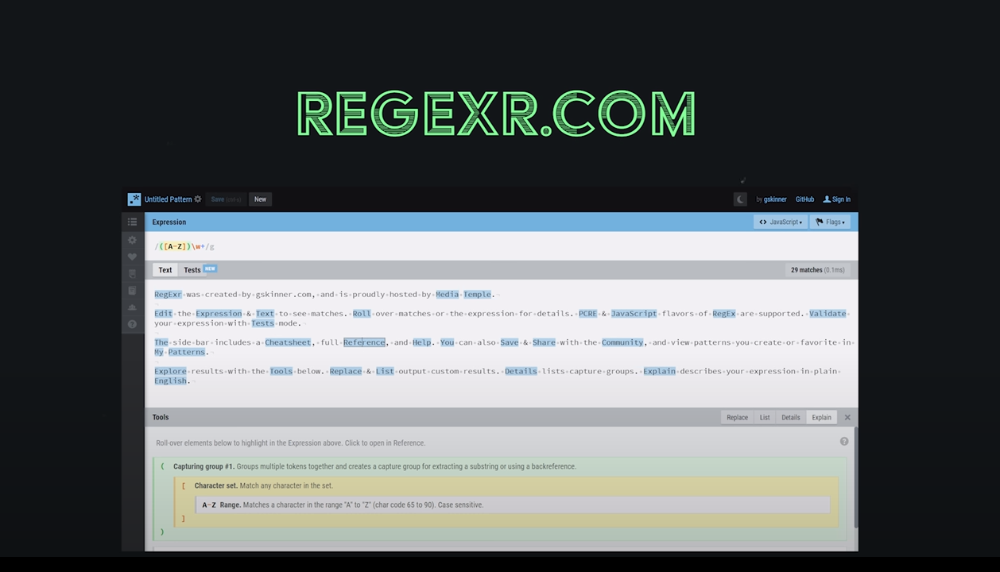 REGEXR.COM
Untitled Pattern Save (ctrl-s) New by gskinner GitHub Sign In
Expression JavaScript Flags
/([A-Z])\w+/g
Text Tests NEW 29 matches (0.1ms)
RegExr was created by gskinner.com, and is proudly hosted by Media Temple.
Edit the Expression & Text to see matches. Roll over matches or the expression for details. PCRE & JavaScript flavors of RegEx are supported. Validate
your expression with Tests mode.
The side bar includes a Cheatsheet, full Reference, and Help. You can also Save & Share with the Community, and view patterns you create or favorite in
My Patterns.
Explore results with the Tools below. Replace & List output custom results. Details lists capture groups. Explain describes your expression in plain
English.
Tools Replace List Details Explain
Roll-over elements below to highlight in the Expression above. Click to open in Reference.
( Capturing group #1. Groups multiple tokens together and creates a capture group for extracting a substring or using a backreference.
[ Character set. Match any character in the set.
A-Z Range. Matches a character in the range "A" to "Z" (char code 65 to 90). Case sensitive.
]
)